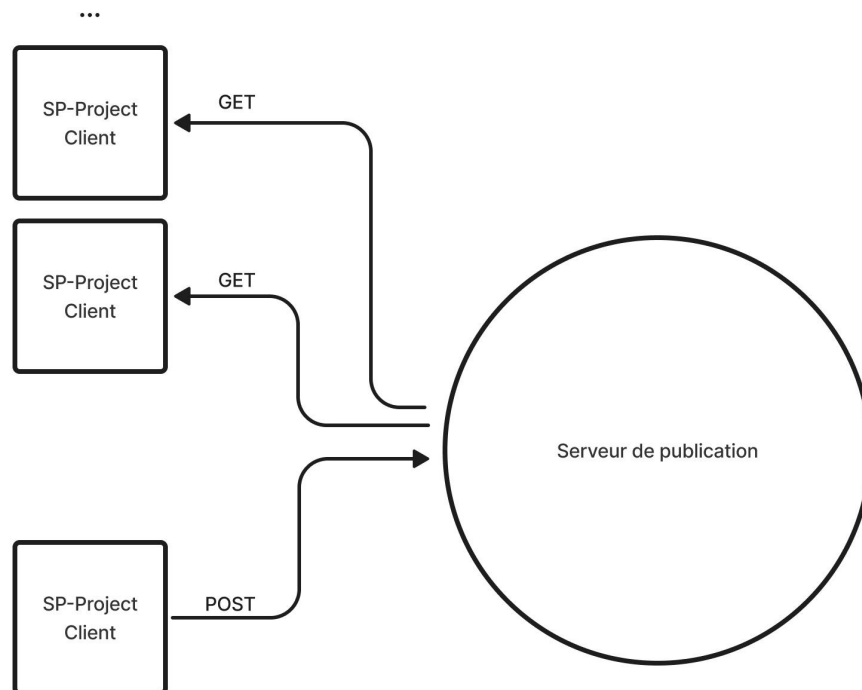 ...
SP-Project
Client
GET
SP-Project
Client
GET
Serveur de publication
SP-Project
Client
POST